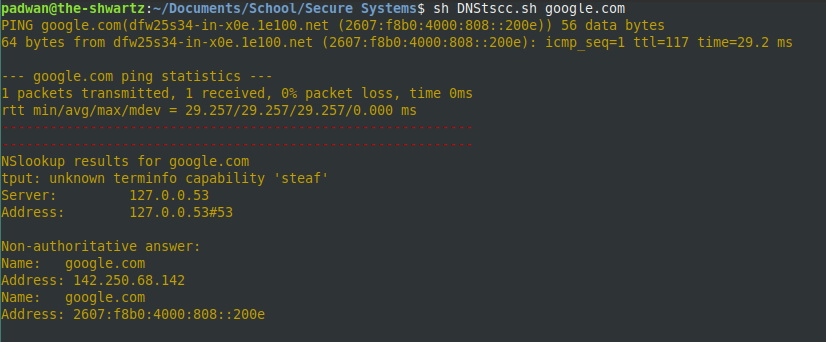 padwan@the-shwartz:~/Documents/School/Secure Systems$ sh DNStscc.sh google.com
PING google.com(dfw25s34-in-x0e.1e100.net (2607:f8b0:4000:808::200e)) 56 data bytes
64 bytes from dfw25s34-in-x0e.1e100.net (2607:f8b0:4000:808::200e): icmp_seq=1 ttl=117 time=29.2 ms

--- google.com ping statistics ---
1 packets transmitted, 1 received, 0% packet loss, time 0ms
rtt min/avg/max/mdev = 29.257/29.257/29.257/0.000 ms
-----------------------------------------------------------
-----------------------------------------------------------
NSlookup results for google.com
tput: unknown terminfo capability 'steaf'
Server:         127.0.0.53
Address:        127.0.0.53#53

Non-authoritative answer:
Name:   google.com
Address: 142.250.68.142
Name:   google.com
Address: 2607:f8b0:4000:808::200e